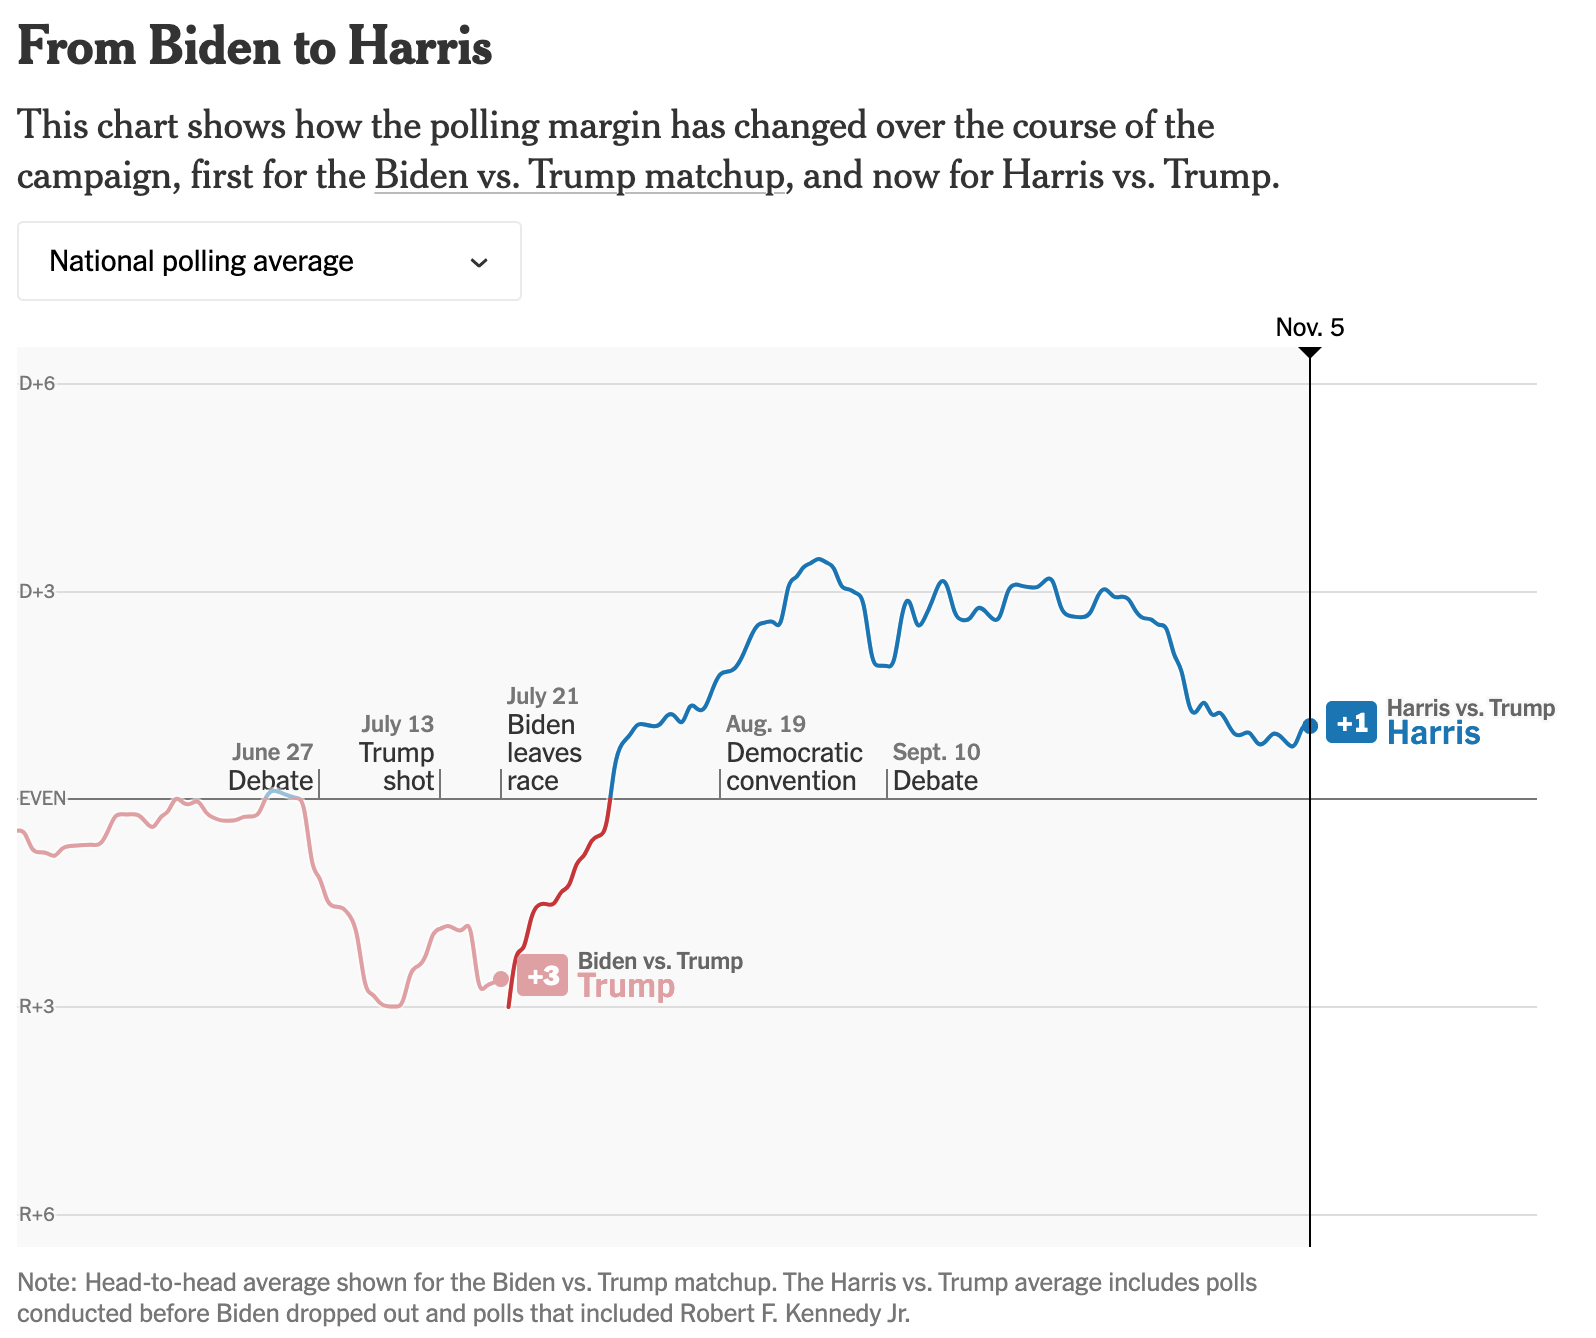 From Biden to Harris
This chart shows how the polling margin has changed over the course of the
campaign, first for the Biden vs. Trump matchup, and now for Harris vs. Trump.
National polling average
Nov. 5
D+6
D+3
July 21
Biden
leaves
race
July 13
Trump
shot
June 27
Debate
Aug. 19
Democratic
convention
Sept. 10
Debate
+1
Harris vs. Trump
Harris
EVEN
+3
Biden vs. Trump
Trump
R+3
R+6
Note: Head-to-head average shown for the Biden vs. Trump matchup. The Harris vs. Trump average includes polls
conducted before Biden dropped out and polls that included Robert F. Kennedy Jr.